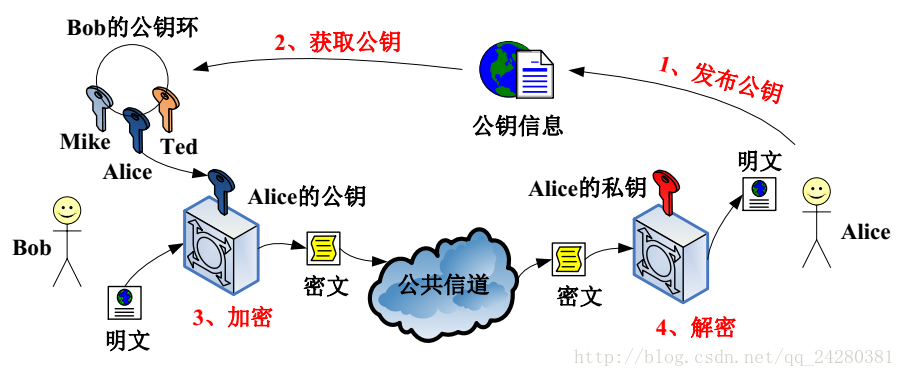 Bob的公钥环
2、获取公钥
1、发布公钥
Mike
Alice
Ted
公钥信息
明文
Alice的公钥
Alice的私钥
Bob
Alice
密文
公共信道
密文
明文
3、加密
4、解密
http://blog.csdn.net/qq_24280381